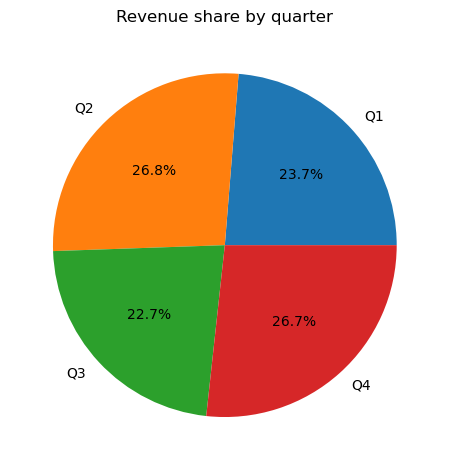 Revenue share by quarter
Q1
Q2
23.7%
26.8%
22.7%
26.7%
Q3
Q4